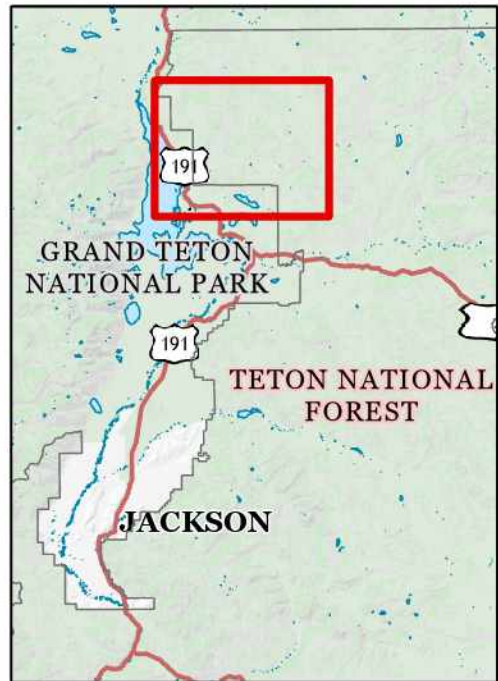 191
GRAND TETON
NATIONAL PARK
191
TETON NATIONAL
FOREST
JACKSON